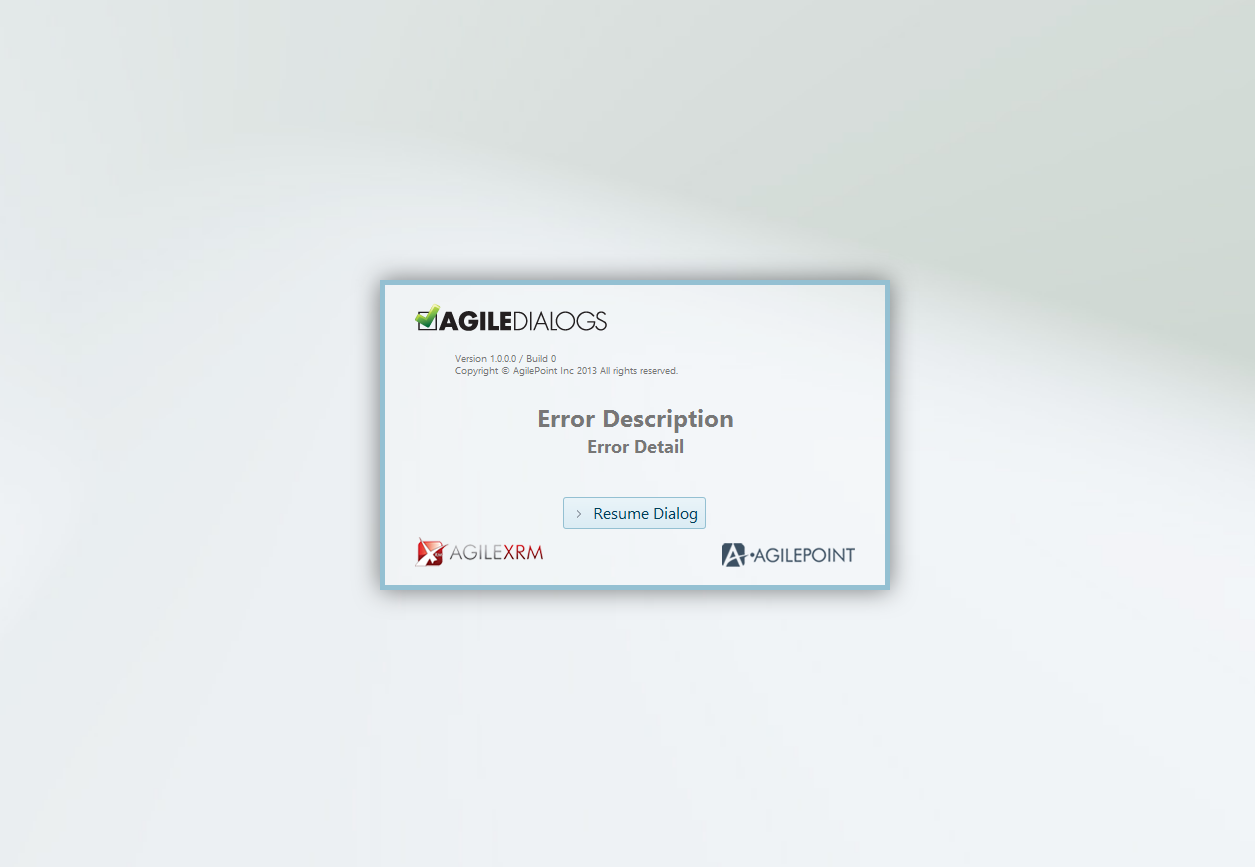 AGILEDIALOGS
Version 1.0.0.0 / Build 0
Copyright © AgilePoint Inc 2013 All rights reserved.
Error Description
Error Detail
Resume Dialog
AGILEXRM
AGILEPOINT